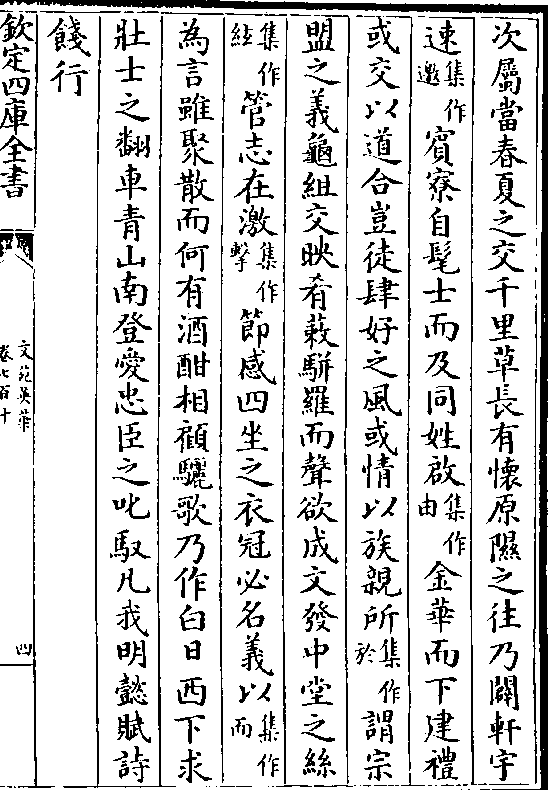 次屬當春夏之交千里草長有懷原隰之往乃闢軒宇
速集作邀賓寮自髦士而及同姓啟集作由金華而下建禮
或交以道合豈徒肆好之風或情以族親所集作於謂宗
盟之義龜組交映肴蔌駢羅而聲欲成文發中堂之絲
集作絃管志在激集作擊節感四坐之衣冠必名義以集作而
為言雖聚散而何有酒酣相顧驪歌乃作白日西下求
壯士之翻車青山南登愛忠臣之叱馭凡我明懿賦詩
餞行
欽定四庫全書
文苑英華
卷七百十
四